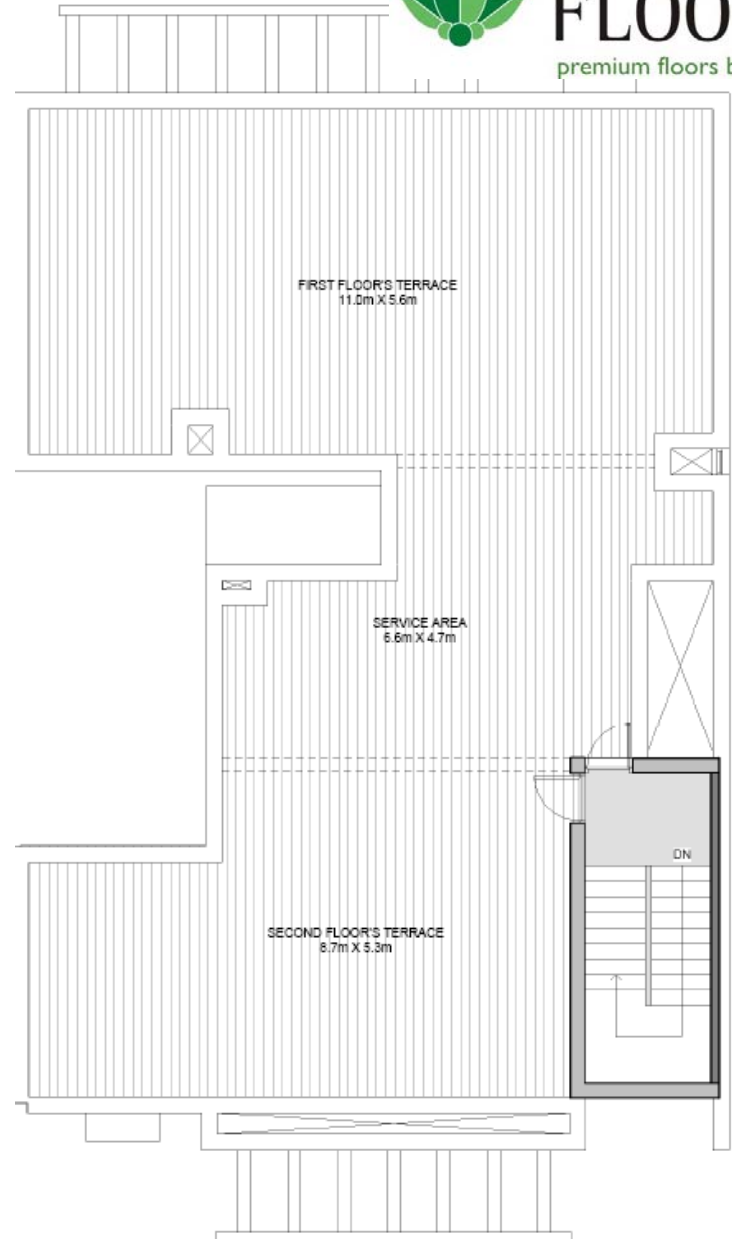 FLOO
premium floors b
FIRST FLOOR'S TERRACE
11.0m X 5.6m
SERVICE AREA
6.6m X 4.7m
DN
SECOND FLOOR'S TERRACE
8.7m X 5.3m